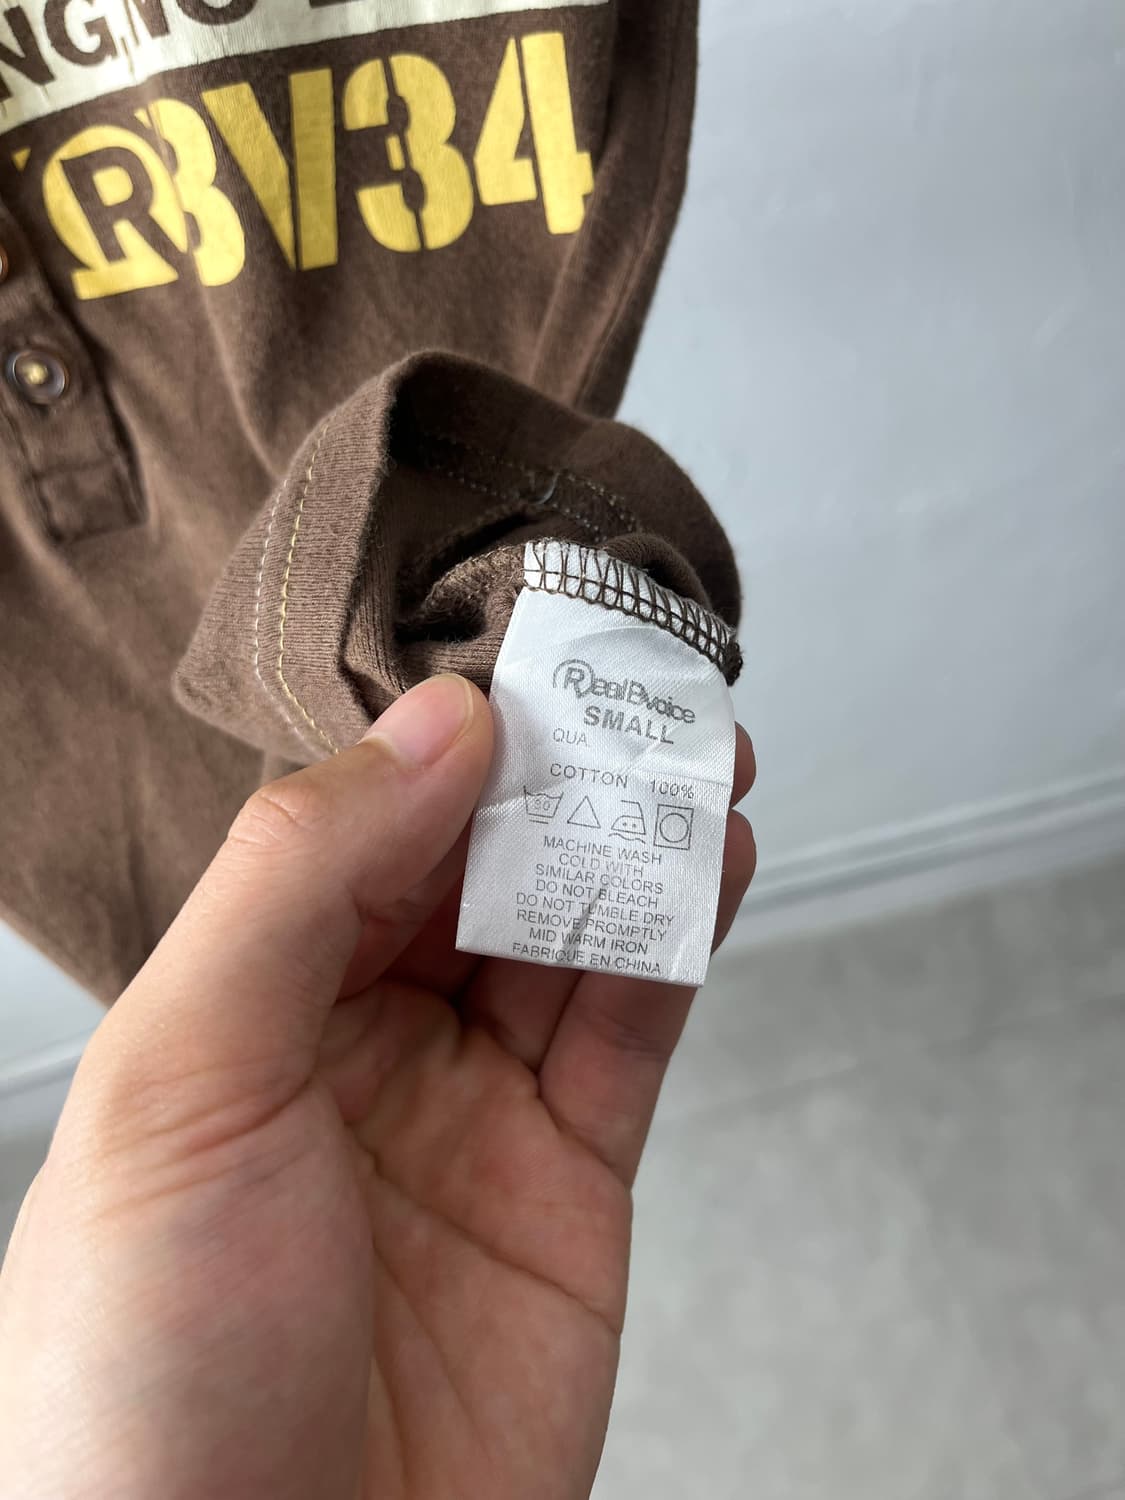 RBV34
RealBvoice
SMALL
QUA.
COTTON 100%
30
MACHINE WASH
COLD WITH
SIMILAR COLORS
DO NOT BLEACH
DO NOT TUMBLE DRY
REMOVE PROMPTLY
MID WARM IRON
FABRIQUE EN CHINA